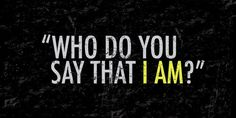 “WHO DO YOU
SAY THAT I AM?”